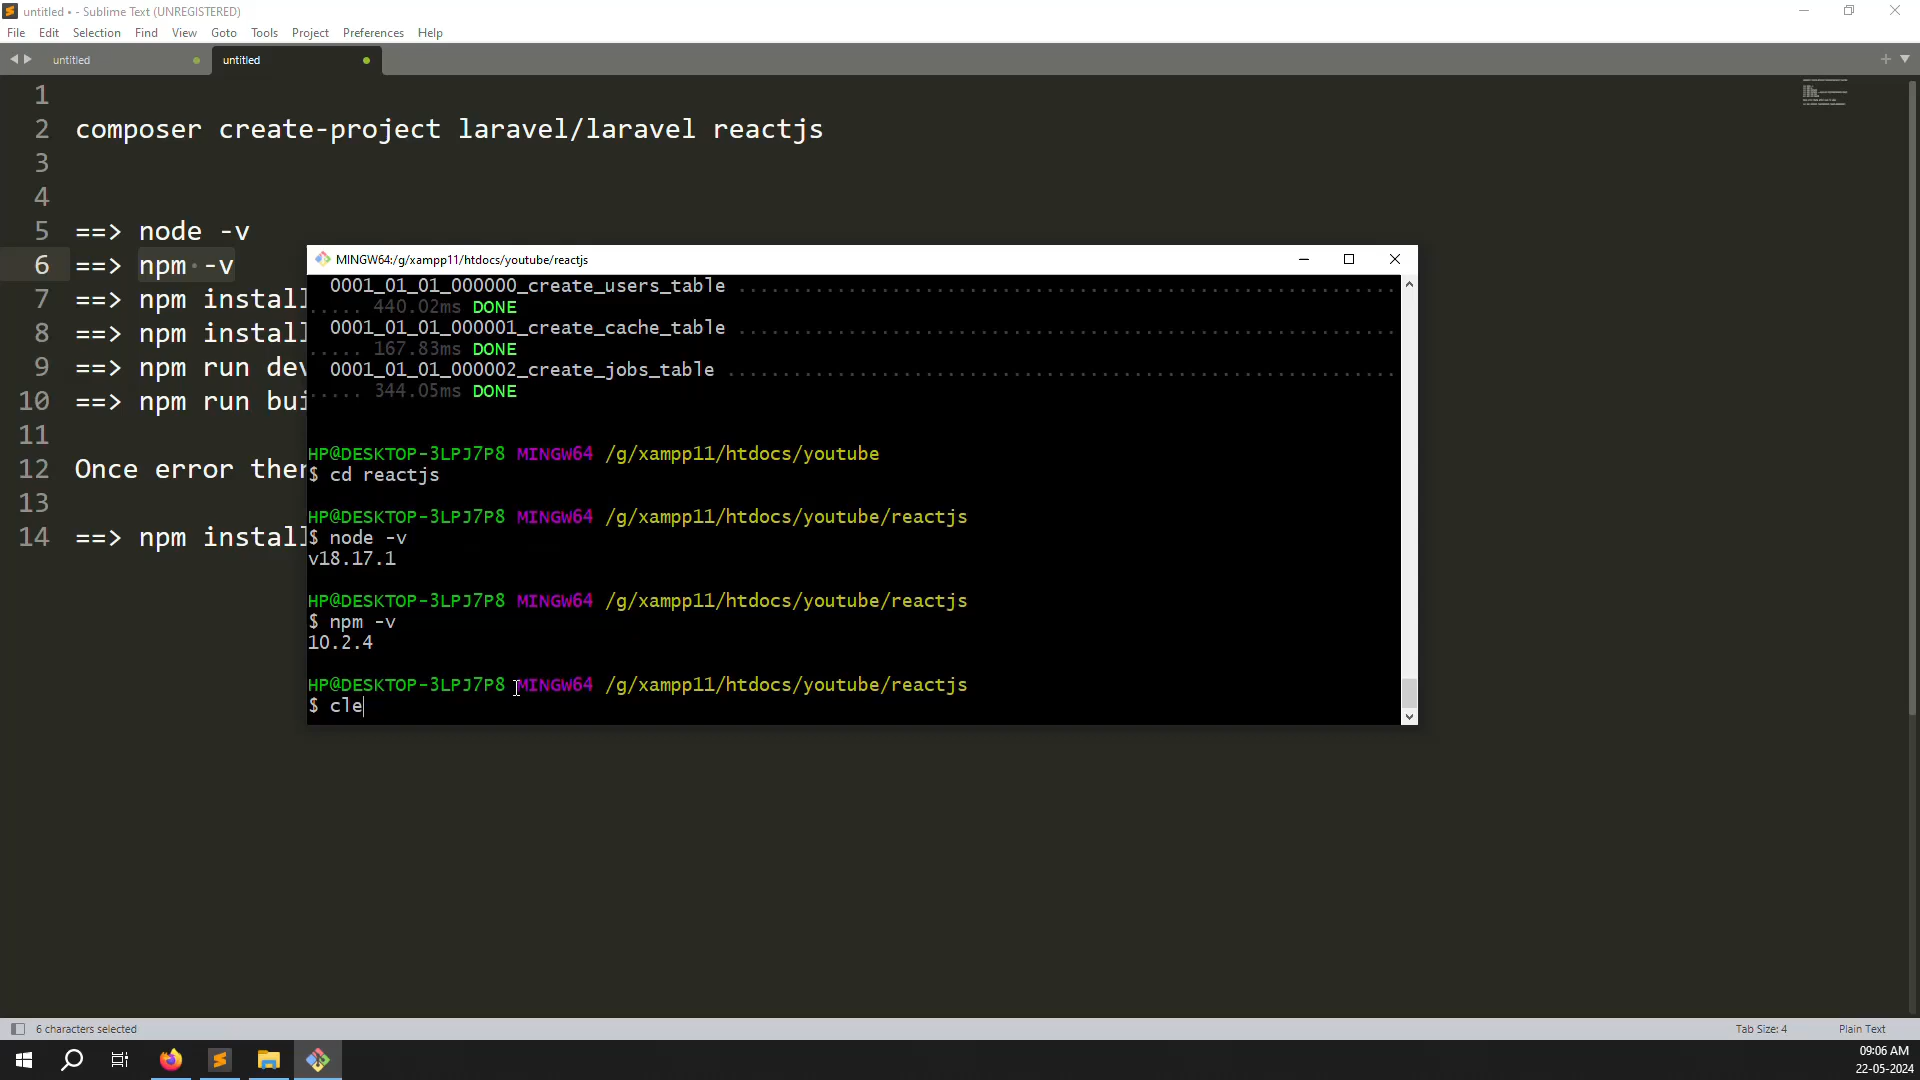 untitled • - Sublime Text (UNREGISTERED)
File Edit Selection Find View Goto Tools Project Preferences Help
untitled untitled
1
2 composer create-project laravel/laravel reactjs
3
4
5 ==> node -v
6 ==> npm -v
7 ==> npm install
8 ==> npm install
9 ==> npm run dev
10 ==> npm run bui
11
12 Once error ther
13
14 ==> npm install
MINGW64:/g/xampp11/htdocs/youtube/reactjs
0001_01_01_000000_create_users_table ............................................................
..... 440.02ms DONE
0001_01_01_000001_create_cache_table ............................................................
..... 167.83ms DONE
0001_01_01_000002_create_jobs_table .............................................................
..... 344.05ms DONE
HP@DESKTOP-3LPJ7P8 MINGW64 /g/xampp11/htdocs/youtube
$ cd reactjs
HP@DESKTOP-3LPJ7P8 MINGW64 /g/xampp11/htdocs/youtube/reactjs
$ node -v
v18.17.1
HP@DESKTOP-3LPJ7P8 MINGW64 /g/xampp11/htdocs/youtube/reactjs
$ npm -v
10.2.4
HP@DESKTOP-3LPJ7P8 MINGW64 /g/xampp11/htdocs/youtube/reactjs
$ cle
6 characters selected Tab Size: 4 Plain Text
09:06 AM
22-05-2024